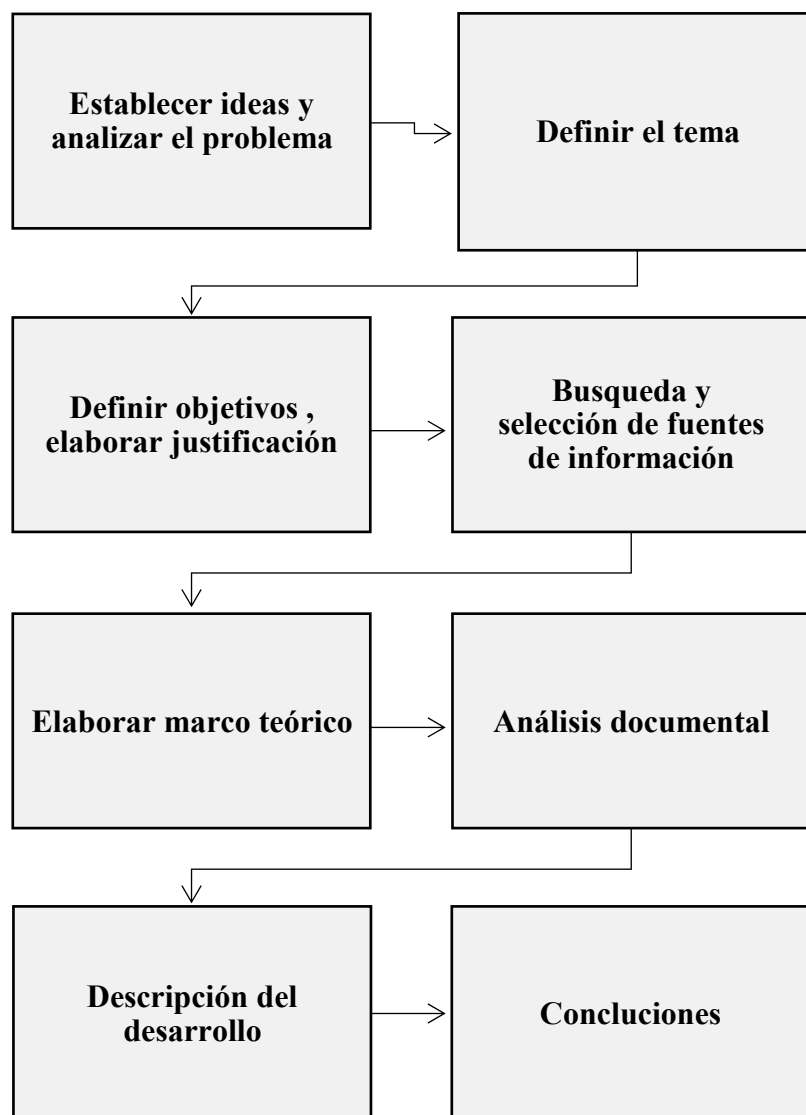 Establecer ideas y
analizar el problema
Definir el tema
Definir objetivos ,
elaborar justificación
Busqueda y
selección de fuentes
de información
Elaborar marco teórico
Análisis documental
Descripción del
desarrollo
Concluciones